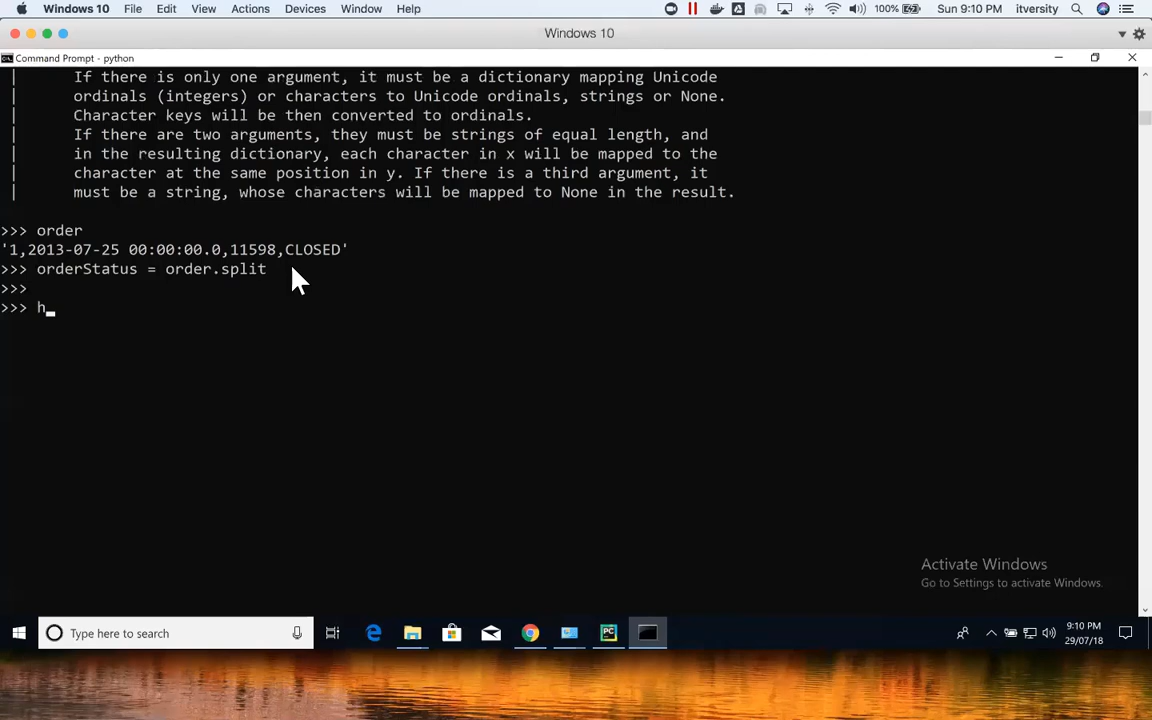 Windows 10 File Edit View Actions Devices Window Help 100% Sun 9:10 PM itversity
Windows 10
Command Prompt - python
| If there is only one argument, it must be a dictionary mapping Unicode
| ordinals (integers) or characters to Unicode ordinals, strings or None.
| Character keys will be then converted to ordinals.
| If there are two arguments, they must be strings of equal length, and
| in the resulting dictionary, each character in x will be mapped to the
| character at the same position in y. If there is a third argument, it
| must be a string, whose characters will be mapped to None in the result.
>>> order
'1,2013-07-25 00:00:00.0,11598,CLOSED'
>>> orderStatus = order.split
>>>
>>> h_
Activate Windows
Go to Settings to activate Windows.
Type here to search
PC
9:10 PM
29/07/18